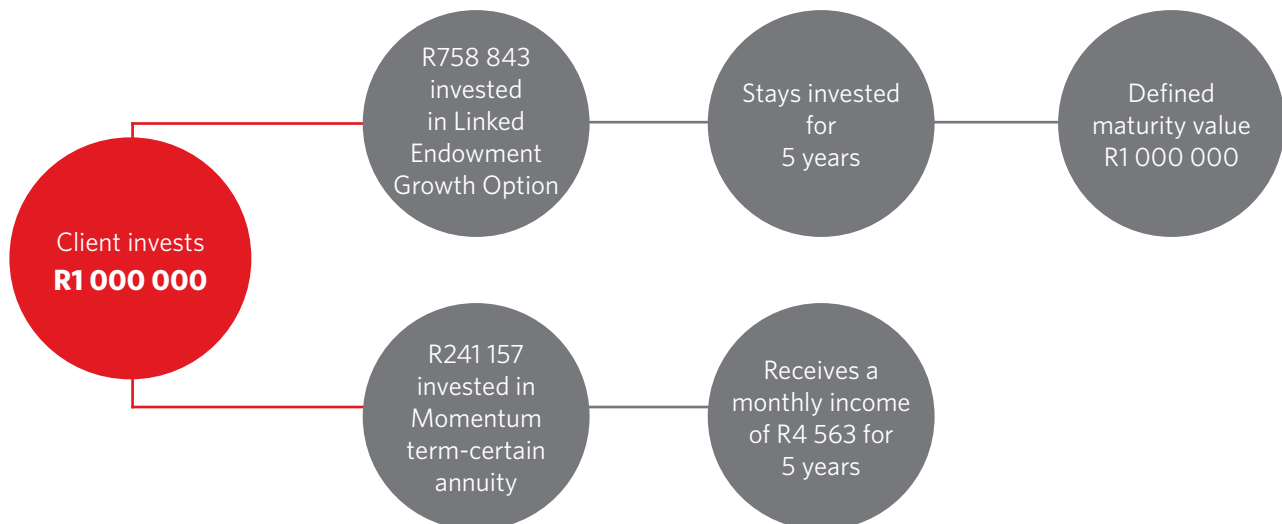 Client invests
R1 000 000
R758 843
invested
in Linked
Endowment
Growth Option
Stays invested
for
5 years
Defined
maturity value
R1 000 000
R241 157
invested in
Momentum
term-certain
annuity
Receives a
monthly income
of R4 563 for
5 years